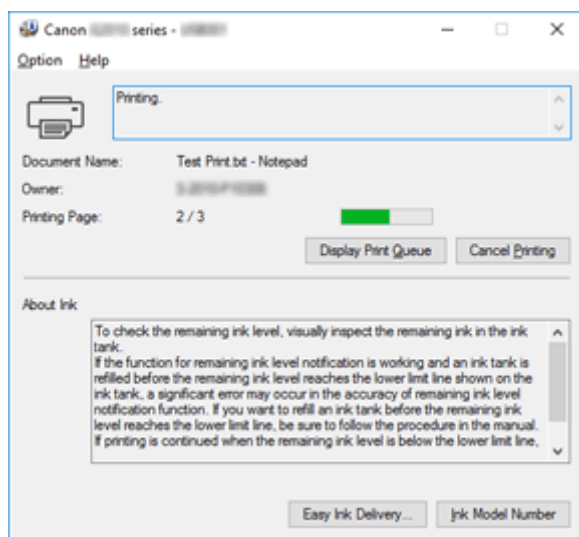 Canon series -
Option Help
Printing.
Document Name: Test Print.txt - Notepad
Owner:
Printing Page: 2 / 3
Display Print Queue Cancel Printing
About Ink
To check the remaining ink level, visually inspect the remaining ink in the ink
tank.
If the function for remaining ink level notification is working and an ink tank is
refilled before the remaining ink level reaches the lower limit line shown on the
ink tank, a significant error may occur in the accuracy of remaining ink level
notification function. If you want to refill an ink tank before the remaining ink
level reaches the lower limit line, be sure to follow the procedure in the manual.
If printing is continued when the remaining ink level is below the lower limit line,
Easy Ink Delivery... Ink Model Number